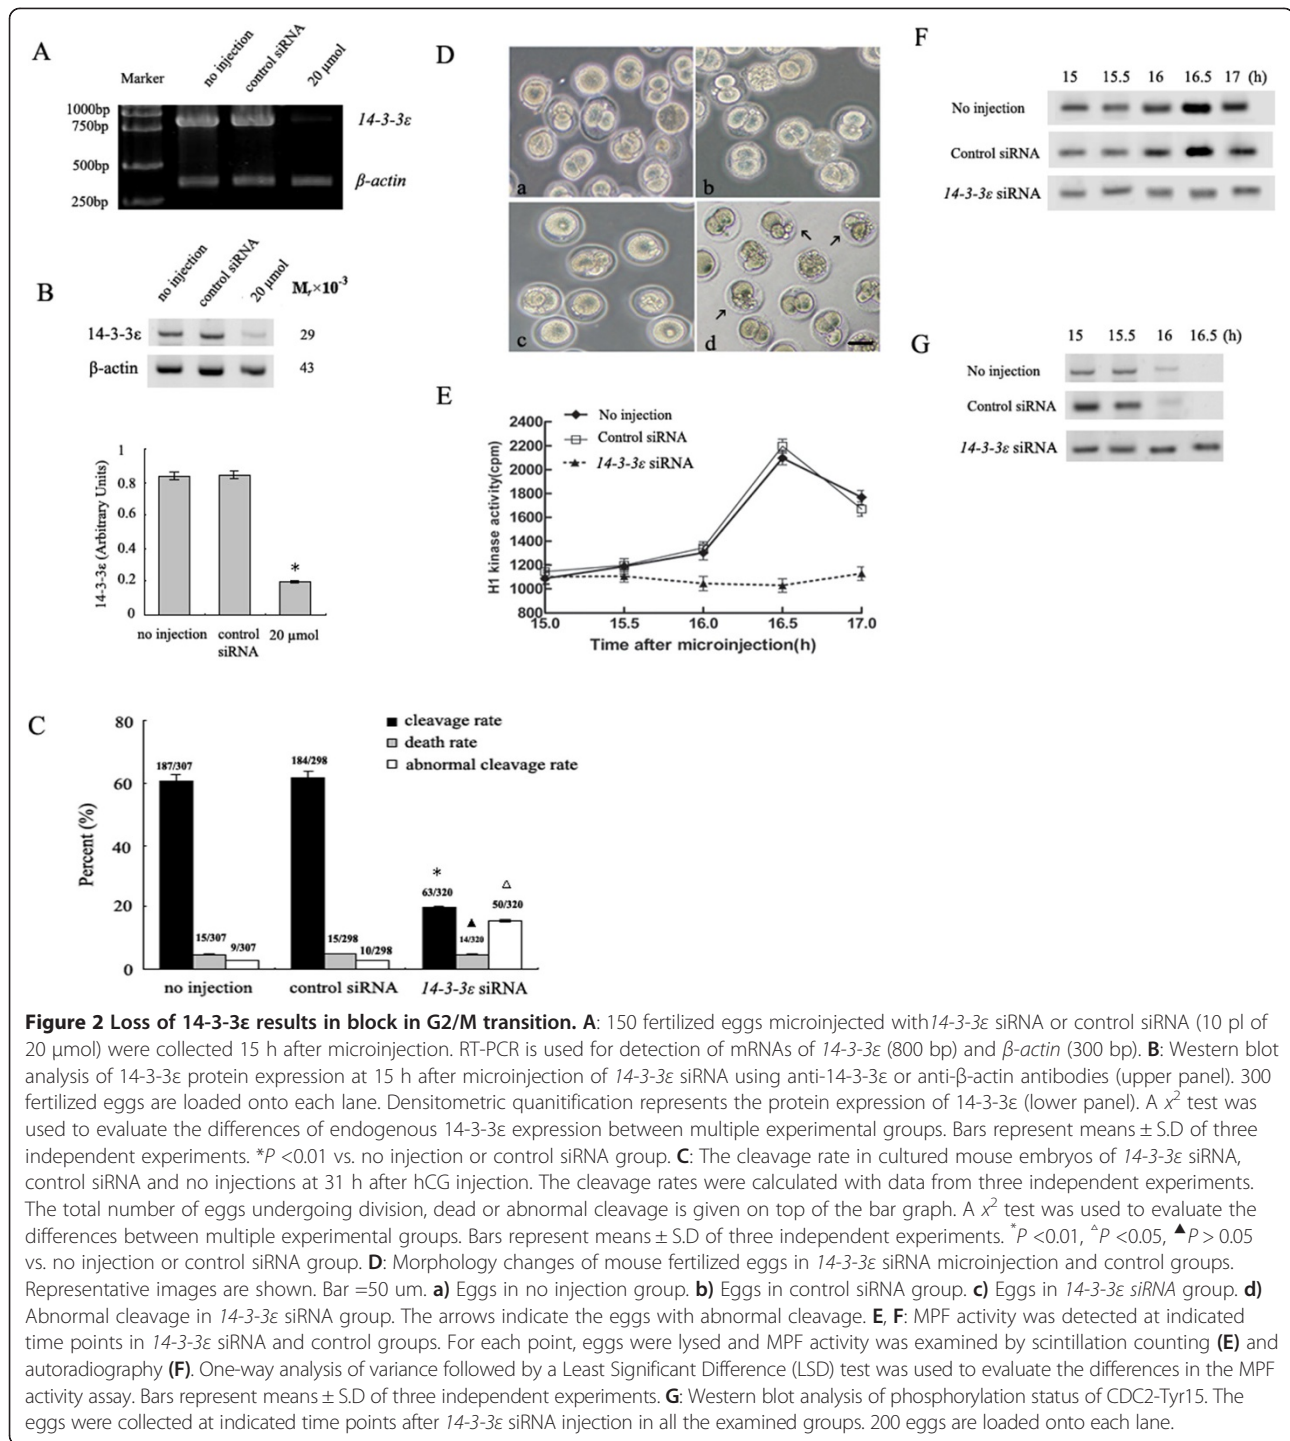 A
Marker
no injection
control siRNA
20 µmol
1000bp
750bp
500bp
250bp
14-3-3ε
β-actin
B
no injection
control siRNA
20 µmol
Mr×10-3
14-3-3ε
29
β-actin
43
14-3-3ε (Arbitrary Units)
1
0.8
0.6
0.4
0.2
0
*
no injection
control
siRNA
20 µmol
D
a
b
c
d
E
No injection
Control siRNA
14-3-3ε siRNA
H1 kinase activity(cpm)
2400
2200
2000
1800
1600
1400
1200
1000
800
15.0
15.5
16.0
16.5
17.0
Time after microinjection(h)
F
15 15.5 16 16.5 17 (h)
No injection
Control siRNA
14-3-3ε siRNA
G
15 15.5 16 16.5 (h)
No injection
Control siRNA
14-3-3ε siRNA
C
cleavage rate
death rate
abnormal cleavage rate
Percent (%)
80
60
40
20
0
187/307
15/307
9/307
184/298
15/298
10/298
*
63/320
▲
14/320
△
50/320
no injection
control siRNA
14-3-3ε siRNA
Figure 2 Loss of 14-3-3ε results in block in G2/M transition. A: 150 fertilized eggs microinjected with14-3-3ε siRNA or control siRNA (10 pl of
20 µmol) were collected 15 h after microinjection. RT-PCR is used for detection of mRNAs of 14-3-3ε (800 bp) and β-actin (300 bp). B: Western blot
analysis of 14-3-3ε protein expression at 15 h after microinjection of 14-3-3ε siRNA using anti-14-3-3ε or anti-β-actin antibodies (upper panel). 300
fertilized eggs are loaded onto each lane. Densitometric quanitification represents the protein expression of 14-3-3ε (lower panel). A x² test was
used to evaluate the differences of endogenous 14-3-3ε expression between multiple experimental groups. Bars represent means ± S.D of three
independent experiments. *P <0.01 vs. no injection or control siRNA group. C: The cleavage rate in cultured mouse embryos of 14-3-3ε siRNA,
control siRNA and no injections at 31 h after hCG injection. The cleavage rates were calculated with data from three independent experiments.
The total number of eggs undergoing division, dead or abnormal cleavage is given on top of the bar graph. A x² test was used to evaluate the
differences between multiple experimental groups. Bars represent means ± S.D of three independent experiments. *P <0.01, △P <0.05, ▲P > 0.05
vs. no injection or control siRNA group. D: Morphology changes of mouse fertilized eggs in 14-3-3ε siRNA microinjection and control groups.
Representative images are shown. Bar =50 um. a) Eggs in no injection group. b) Eggs in control siRNA group. c) Eggs in 14-3-3ε siRNA group. d)
Abnormal cleavage in 14-3-3ε siRNA group. The arrows indicate the eggs with abnormal cleavage. E, F: MPF activity was detected at indicated
time points in 14-3-3ε siRNA and control groups. For each point, eggs were lysed and MPF activity was examined by scintillation counting (E) and
autoradiography (F). One-way analysis of variance followed by a Least Significant Difference (LSD) test was used to evaluate the differences in the MPF
activity assay. Bars represent means ± S.D of three independent experiments. G: Western blot analysis of phosphorylation status of CDC2-Tyr15. The
eggs were collected at indicated time points after 14-3-3ε siRNA injection in all the examined groups. 200 eggs are loaded onto each lane.